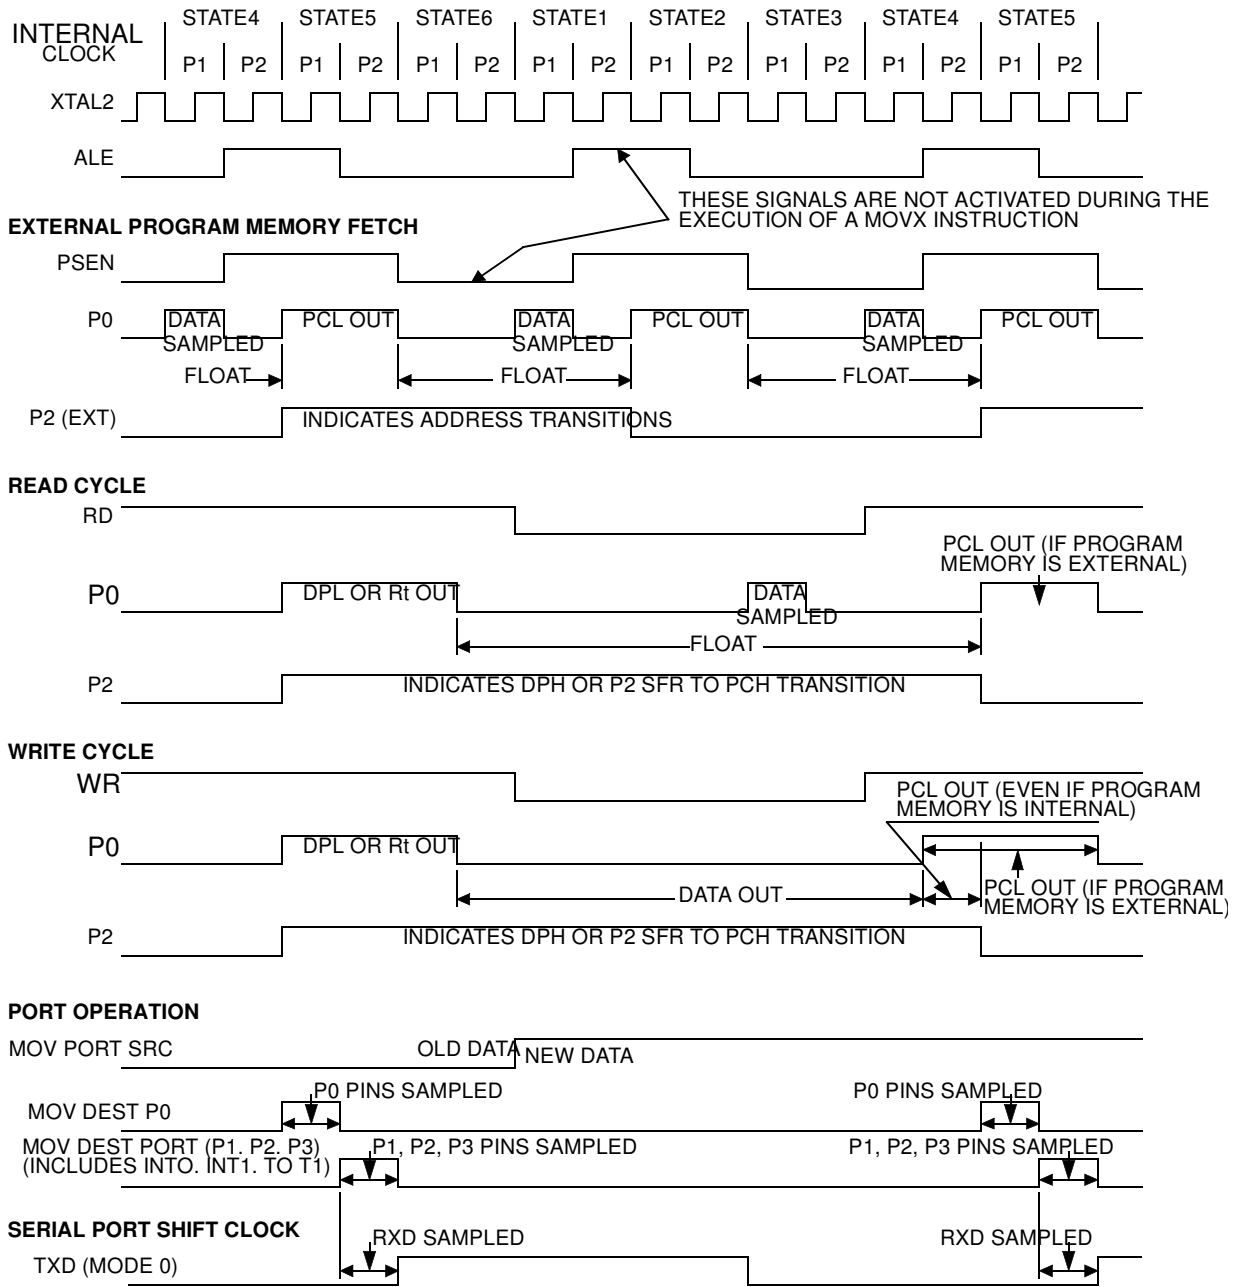 INTERNAL
CLOCK
STATE4 STATE5 STATE6 STATE1 STATE2 STATE3 STATE4 STATE5
P1 P2 P1 P2 P1 P2 P1 P2 P1 P2 P1 P2 P1 P2 P1 P2
XTAL2
ALE
THESE SIGNALS ARE NOT ACTIVATED DURING THE
EXECUTION OF A MOVX INSTRUCTION
EXTERNAL PROGRAM MEMORY FETCH
PSEN
P0 DATA PCL OUT DATA PCL OUT DATA PCL OUT
SAMPLED SAMPLED SAMPLED
FLOAT FLOAT FLOAT
P2 (EXT) INDICATES ADDRESS TRANSITIONS
READ CYCLE
RD
PCL OUT (IF PROGRAM
MEMORY IS EXTERNAL)
P0 DPL OR Rt OUT DATA
SAMPLED
FLOAT
P2 INDICATES DPH OR P2 SFR TO PCH TRANSITION
WRITE CYCLE
WR
PCL OUT (EVEN IF PROGRAM
MEMORY IS INTERNAL)
P0 DPL OR Rt OUT
DATA OUT
PCL OUT (IF PROGRAM
MEMORY IS EXTERNAL)
P2 INDICATES DPH OR P2 SFR TO PCH TRANSITION
PORT OPERATION
MOV PORT SRC OLD DATA NEW DATA
P0 PINS SAMPLED P0 PINS SAMPLED
MOV DEST P0
MOV DEST PORT (P1. P2. P3) P1, P2, P3 PINS SAMPLED P1, P2, P3 PINS SAMPLED
(INCLUDES INTO. INT1. TO T1)
SERIAL PORT SHIFT CLOCK
RXD SAMPLED RXD SAMPLED
TXD (MODE 0)